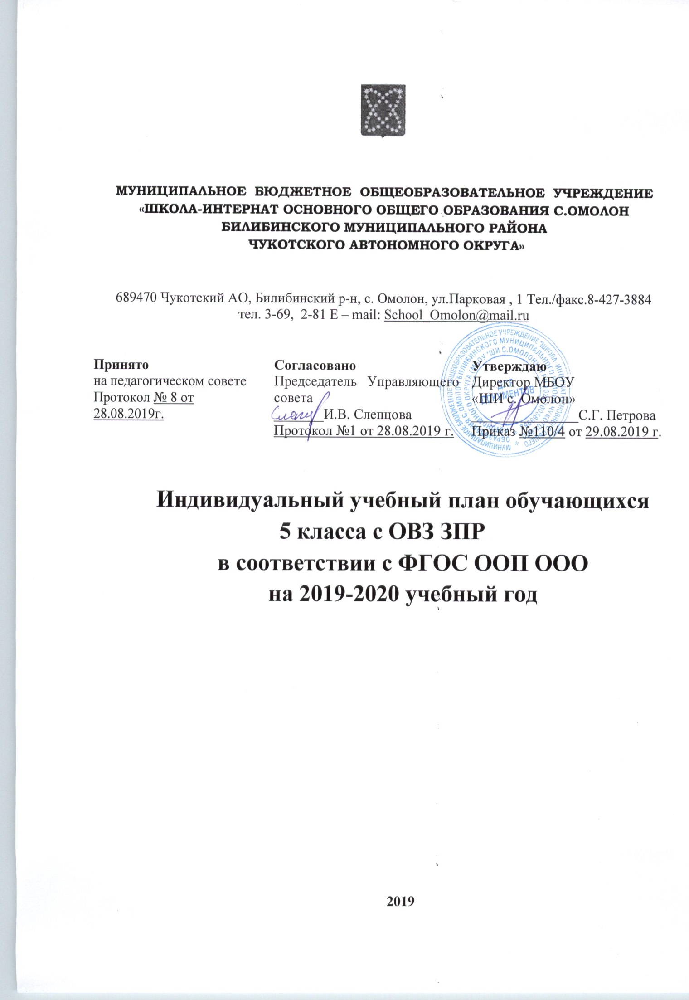 МУНИЦИПАЛЬНОЕ БЮДЖЕТНОЕ ОБЩЕОБРАЗОВАТЕЛЬНОЕ УЧРЕЖДЕНИЕ
«ШКОЛА-ИНТЕРНАТ ОСНОВНОГО ОБЩЕГО ОБРАЗОВАНИЯ С.ОМОЛОН
БИЛИБИНСКОГО МУНИЦИПАЛЬНОГО РАЙОНА
ЧУКОТСКОГО АВТОНОМНОГО ОКРУГА»
689470 Чукотский АО, Билибинский р-н, с. Омолон, ул.Парковая , 1 Тел./факс.8-427-3884
тел. 3-69, 2-81 E – mail: School_Omolon@mail.ru
Принято
на педагогическом совете
Протокол № 8 от
28.08.2019г.
Согласовано
Председатель Управляющего
совета
И.В. Слепцова
Протокол №1 от 28.08.2019 г.
Утверждаю
Директор МБОУ
«ШИ с. Омолон»
С.Г. Петрова
Приказ №110/4 от 29.08.2019 г.
ДЛЯ
ДОКУМЕНТОВ
Индивидуальный учебный план обучающихся
5 класса с ОВЗ ЗПР
в соответствии с ФГОС ООП ООО
на 2019-2020 учебный год
2019